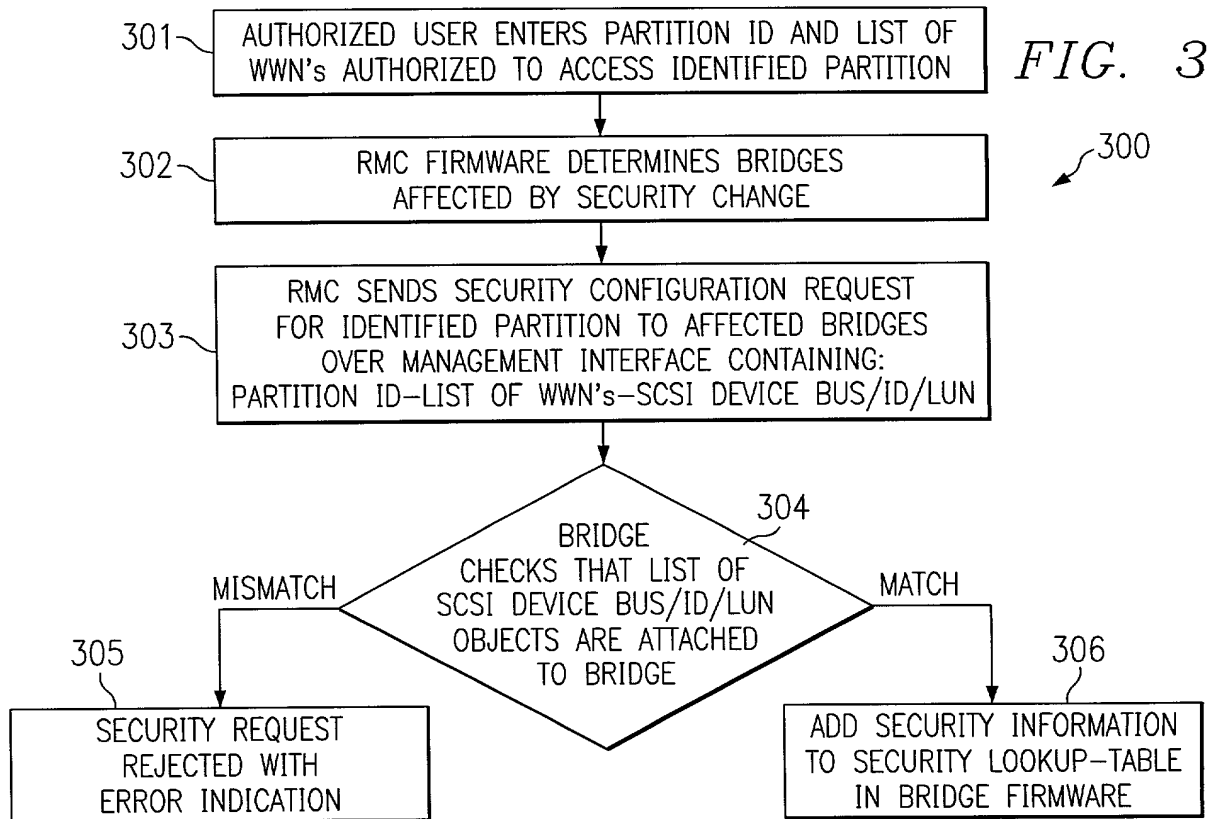 301
AUTHORIZED USER ENTERS PARTITION ID AND LIST OF
WWN's AUTHORIZED TO ACCESS IDENTIFIED PARTITION
FIG. 3
302
RMC FIRMWARE DETERMINES BRIDGES
AFFECTED BY SECURITY CHANGE
300
303
RMC SENDS SECURITY CONFIGURATION REQUEST
FOR IDENTIFIED PARTITION TO AFFECTED BRIDGES
OVER MANAGEMENT INTERFACE CONTAINING:
PARTITION ID-LIST OF WWN's-SCSI DEVICE BUS/ID/LUN
304
BRIDGE
CHECKS THAT LIST OF
SCSI DEVICE BUS/ID/LUN
OBJECTS ARE ATTACHED
TO BRIDGE
MISMATCH
MATCH
305
SECURITY REQUEST
REJECTED WITH
ERROR INDICATION
306
ADD SECURITY INFORMATION
TO SECURITY LOOKUP-TABLE
IN BRIDGE FIRMWARE